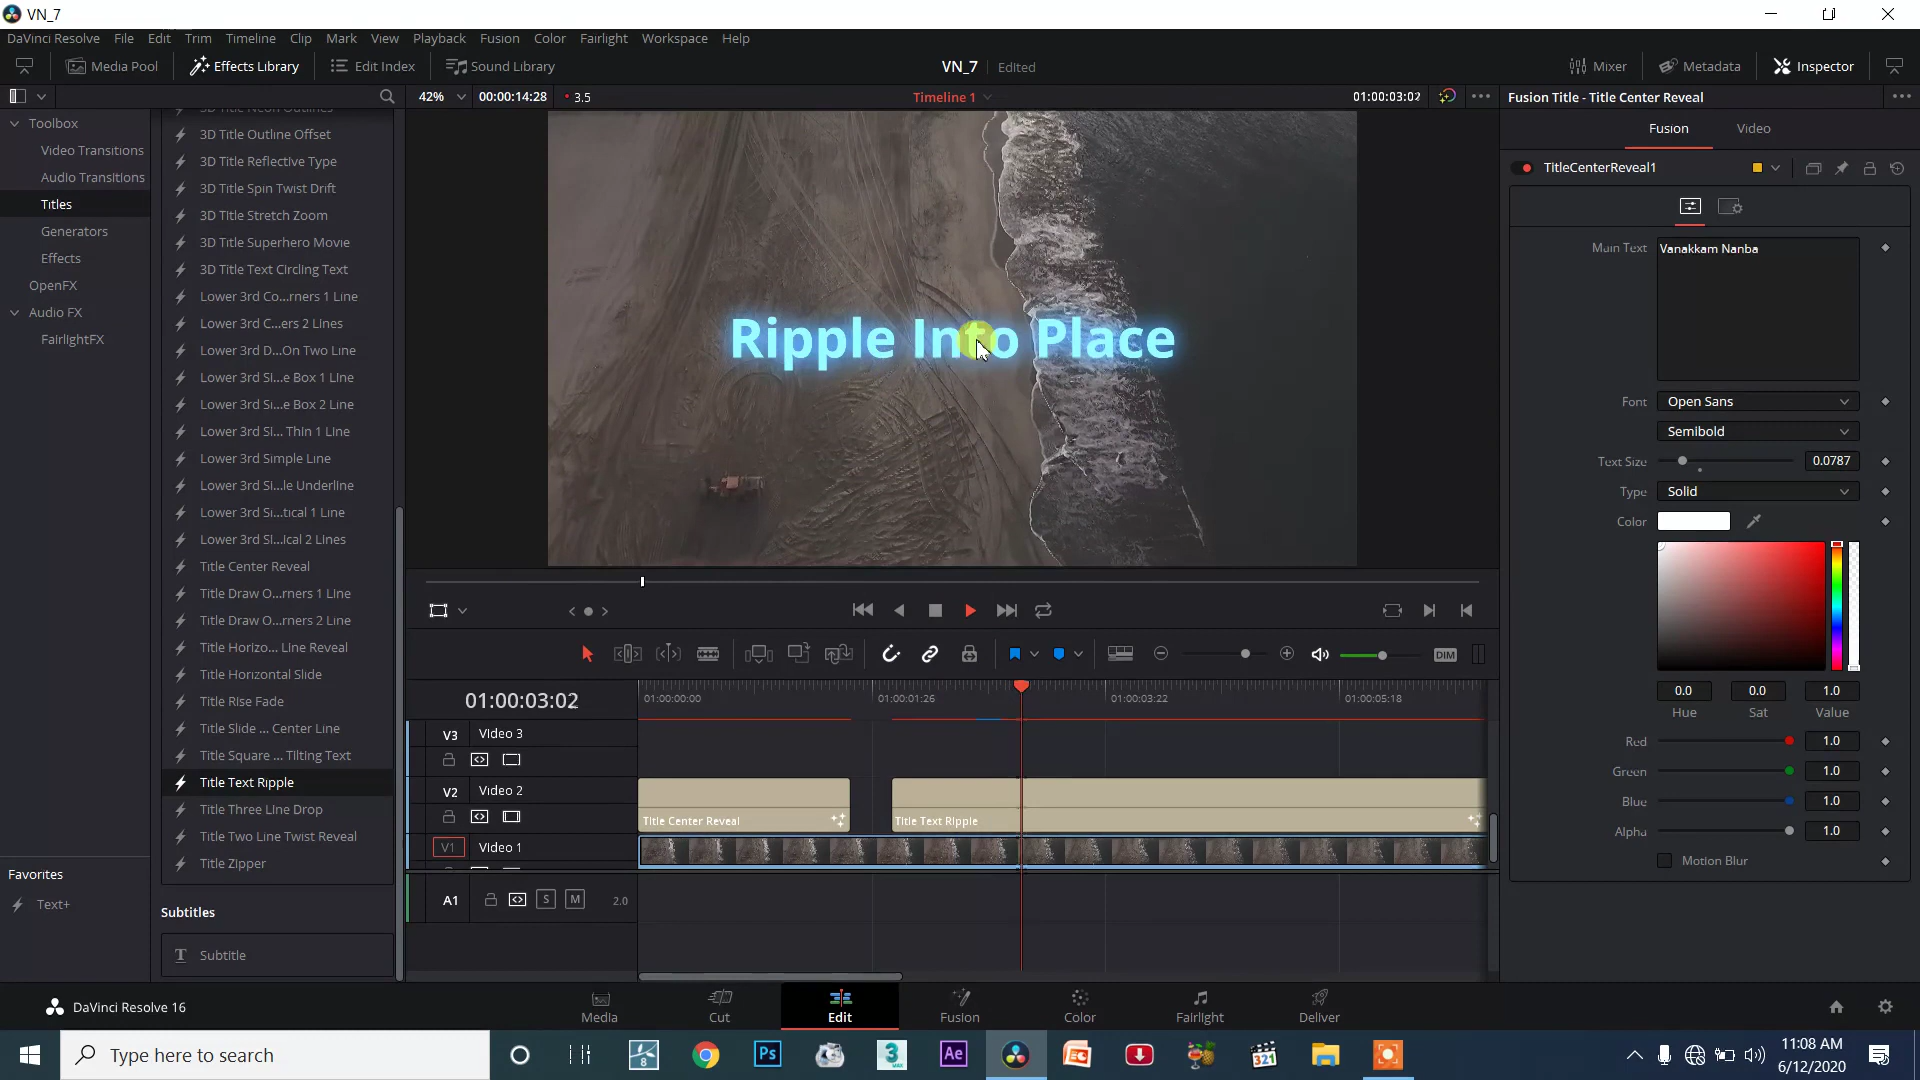 VN_7
DaVinci Resolve File Edit Trim Timeline Clip Mark View Playback Fusion Color Fairlight Workspace Help
Media Pool Effects Library Edit Index Sound Library VN_7 Edited Mixer Metadata Inspector
42% 00:00:14:28 3.5 Timeline 1 01:00:03:02 Fusion Title - Title Center Reveal
Toolbox
Video Transitions
Audio Transitions
Titles
Generators
Effects
OpenFX
Audio FX
FairlightFX
Favorites
Text+
3D Title Neon Outlines
3D Title Outline Offset
3D Title Reflective Type
3D Title Spin Twist Drift
3D Title Stretch Zoom
3D Title Superhero Movie
3D Title Text Circling Text
Lower 3rd Co...rners 1 Line
Lower 3rd C...ers 2 Lines
Lower 3rd D...On Two Line
Lower 3rd Sl...e Box 1 Line
Lower 3rd Sl...e Box 2 Line
Lower 3rd Sl... Thin 1 Line
Lower 3rd Simple Line
Lower 3rd Si...le Underline
Lower 3rd Sl...tical 1 Line
Lower 3rd Sl...ical 2 Lines
Title Center Reveal
Title Draw O...rners 1 Line
Title Draw O...rners 2 Line
Title Horizo... Line Reveal
Title Horizontal Slide
Title Rise Fade
Title Slide ... Center Line
Title Square ... Tilting Text
Title Text Ripple
Title Three Line Drop
Title Two Line Twist Reveal
Title Zipper
Subtitles
T Subtitle
Ripple Into Place
DIM
01:00:03:02 01:00:00:00 01:00:01:26 01:00:03:22 01:00:05:18
V3 Video 3
V2 Video 2
Title Center Reveal Title Text Ripple
V1 Video 1
A1 S M 2.0
Fusion Video
TitleCenterReveal1
Main Text Vanakkam Nanba
Font Open Sans
Semibold
Text Size 0.0787
Type Solid
Color
0.0 0.0 1.0
Hue Sat Value
Red 1.0
Green 1.0
Blue 1.0
Alpha 1.0
Motion Blur
DaVinci Resolve 16 Media Cut Edit Fusion Color Fairlight Deliver
Type here to search
8 Ps 3 MAX Ae 321
11:08 AM
6/12/2020